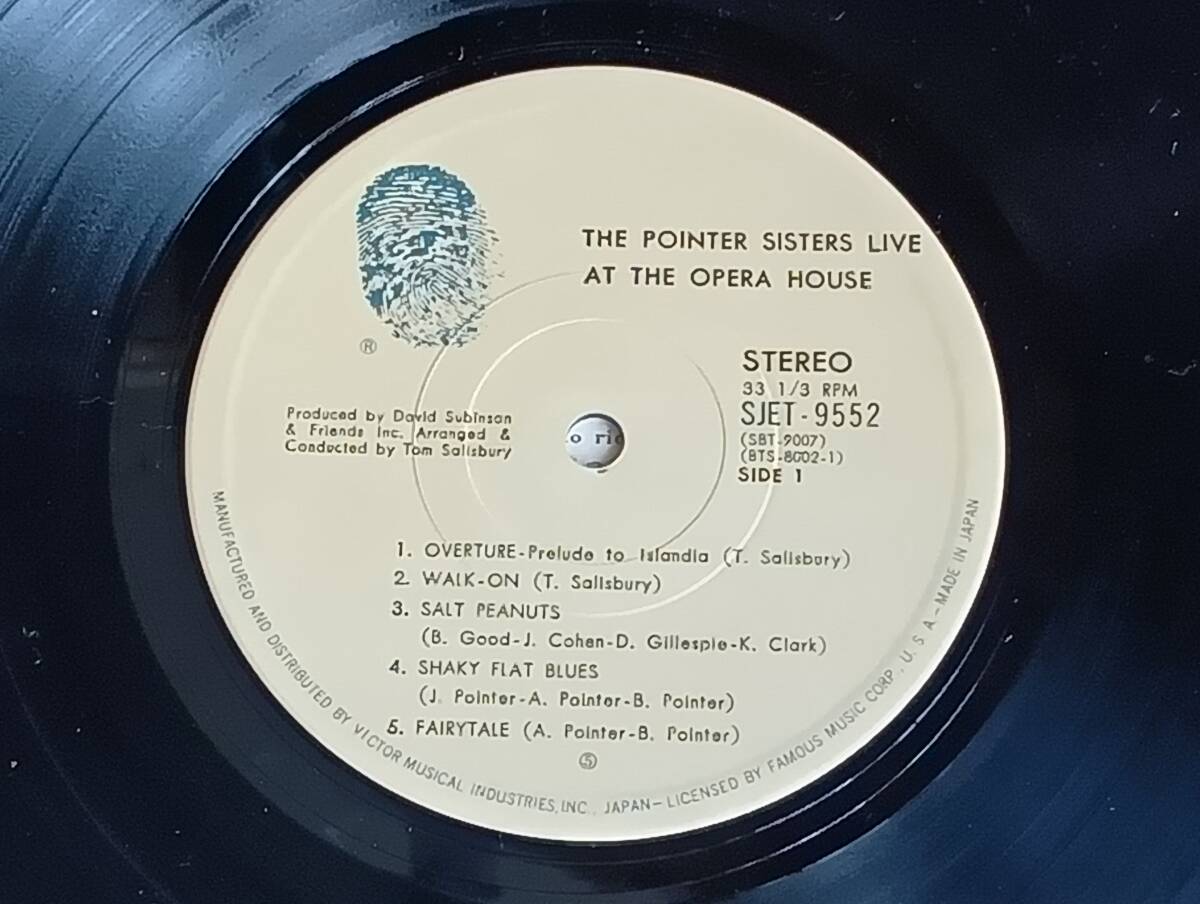 THE POINTER SISTERS LIVE
AT THE OPERA HOUSE
®
STEREO
33 1/3 RPM
SJET-9552
(SBT-9007)
(BTS-8002-1)
SIDE 1
Produced by David Subinson
& Friends Inc. Arranged &
Conducted by Tom Salisbury
1. OVERTURE-Prelude to Islandia (T. Salisbury)
2. WALK-ON (T. Salisbury)
3. SALT PEANUTS
(B. Good-J. Cohen-D. Gillespie-K. Clark)
4. SHAKY FLAT BLUES
(J. Pointer-A. Pointer-B. Pointer)
5. FAIRYTALE (A. Pointer-B. Pointer)
⑤
MANUFACTURED AND DISTRIBUTED BY VICTOR MUSICAL INDUSTRIES, INC., JAPAN-LICENSED BY FAMOUS MUSIC CORP., U. S. A.-MADE IN JAPAN